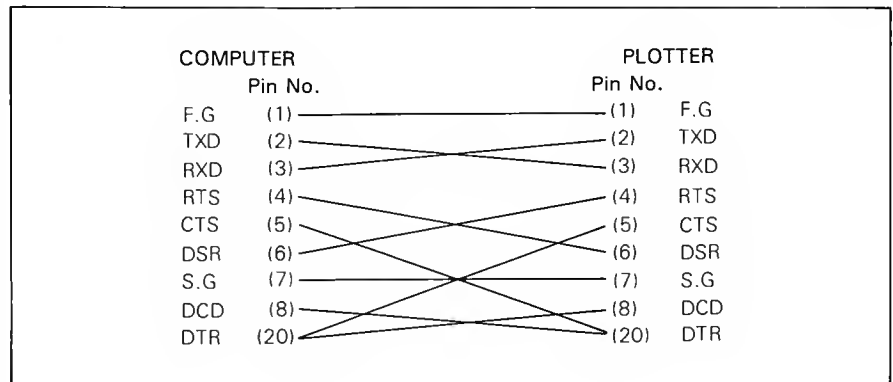 COMPUTER PLOTTER
Pin No. Pin No.
F.G (1) (1) F.G
TXD (2) (2) TXD
RXD (3) (3) RXD
RTS (4) (4) RTS
CTS (5) (5) CTS
DSR (6) (6) DSR
S.G (7) (7) S.G
DCD (8) (8) DCD
DTR (20) (20) DTR